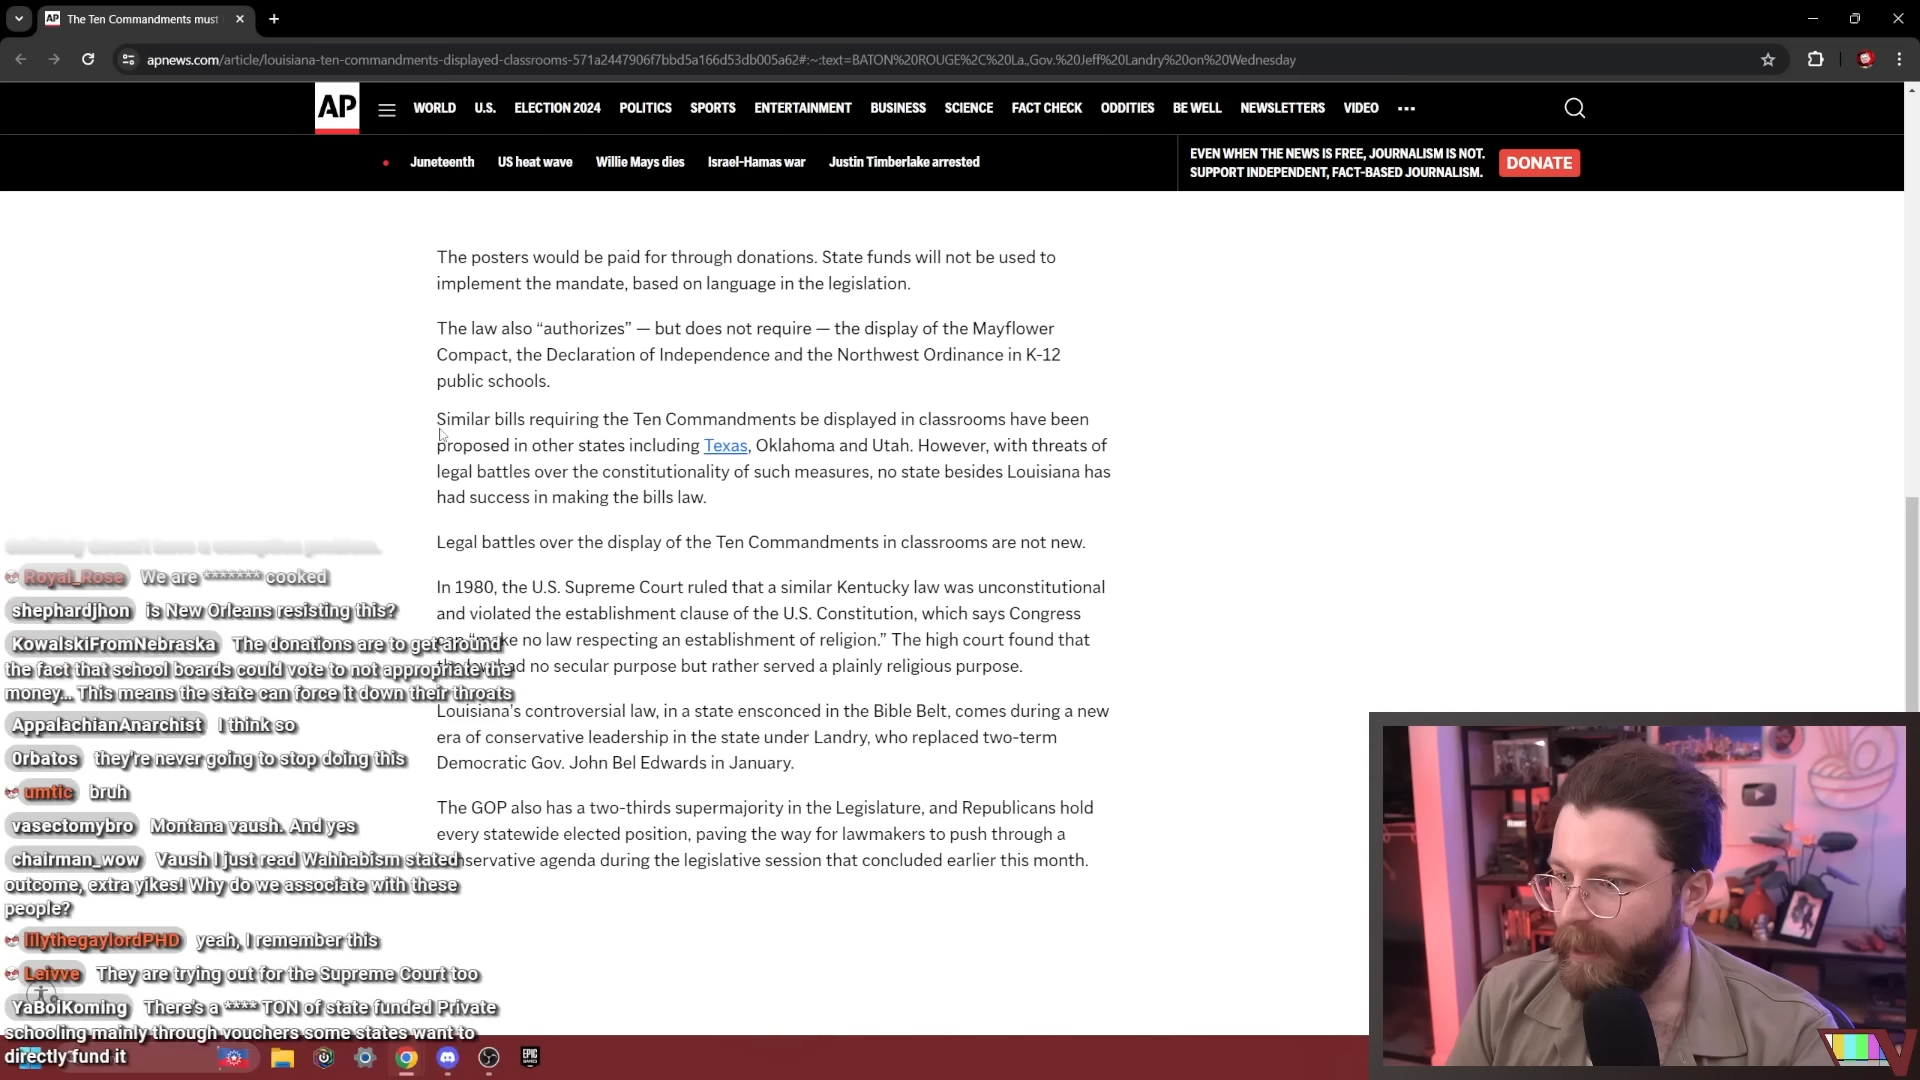 AP The Ten Commandments must
apnews.com/article/louisiana-ten-commandments-displayed-classrooms-571a2447906f7bbd5a166d53db005a62#:~:text=BATON%20ROUGE%2C%20La.,Gov.%20Jeff%20Landry%20on%20Wednesday
AP WORLD U.S. ELECTION 2024 POLITICS SPORTS ENTERTAINMENT BUSINESS SCIENCE FACT CHECK ODDITIES BE WELL NEWSLETTERS VIDEO
Juneteenth US heat wave Willie Mays dies Israel-Hamas war Justin Timberlake arrested
EVEN WHEN THE NEWS IS FREE, JOURNALISM IS NOT.
SUPPORT INDEPENDENT, FACT-BASED JOURNALISM.
DONATE
The posters would be paid for through donations. State funds will not be used to
implement the mandate, based on language in the legislation.
The law also “authorizes” — but does not require — the display of the Mayflower
Compact, the Declaration of Independence and the Northwest Ordinance in K-12
public schools.
Similar bills requiring the Ten Commandments be displayed in classrooms have been
proposed in other states including Texas, Oklahoma and Utah. However, with threats of
legal battles over the constitutionality of such measures, no state besides Louisiana has
had success in making the bills law.
Legal battles over the display of the Ten Commandments in classrooms are not new.
In 1980, the U.S. Supreme Court ruled that a similar Kentucky law was unconstitutional
and violated the establishment clause of the U.S. Constitution, which says Congress
can “make no law respecting an establishment of religion.” The high court found that
had no secular purpose but rather served a plainly religious purpose.
Louisiana’s controversial law, in a state ensconced in the Bible Belt, comes during a new
era of conservative leadership in the state under Landry, who replaced two-term
Democratic Gov. John Bel Edwards in January.
The GOP also has a two-thirds supermajority in the Legislature, and Republicans hold
every statewide elected position, paving the way for lawmakers to push through a
conservative agenda during the legislative session that concluded earlier this month.
Royal_Rose We are ******* cooked
shephardjhon is New Orleans resisting this?
KowalskiFromNebraska The donations are to get around
the fact that school boards could vote to not appropriate the
money... This means the state can force it down their throats
AppalachianAnarchist I think so
0rbatos they're never going to stop doing this
umtic bruh
vasectomybro Montana vaush. And yes
chairman_wow Vaush I just read Wahhabism stated
outcome, extra yikes! Why do we associate with these
people?
lilythegaylordPHD yeah, I remember this
Leivve They are trying out for the Supreme Court too
YaBoiKoming There's a **** TON of state funded Private
schooling mainly through vouchers some states want to
directly fund it
EPIC
GAMES
V